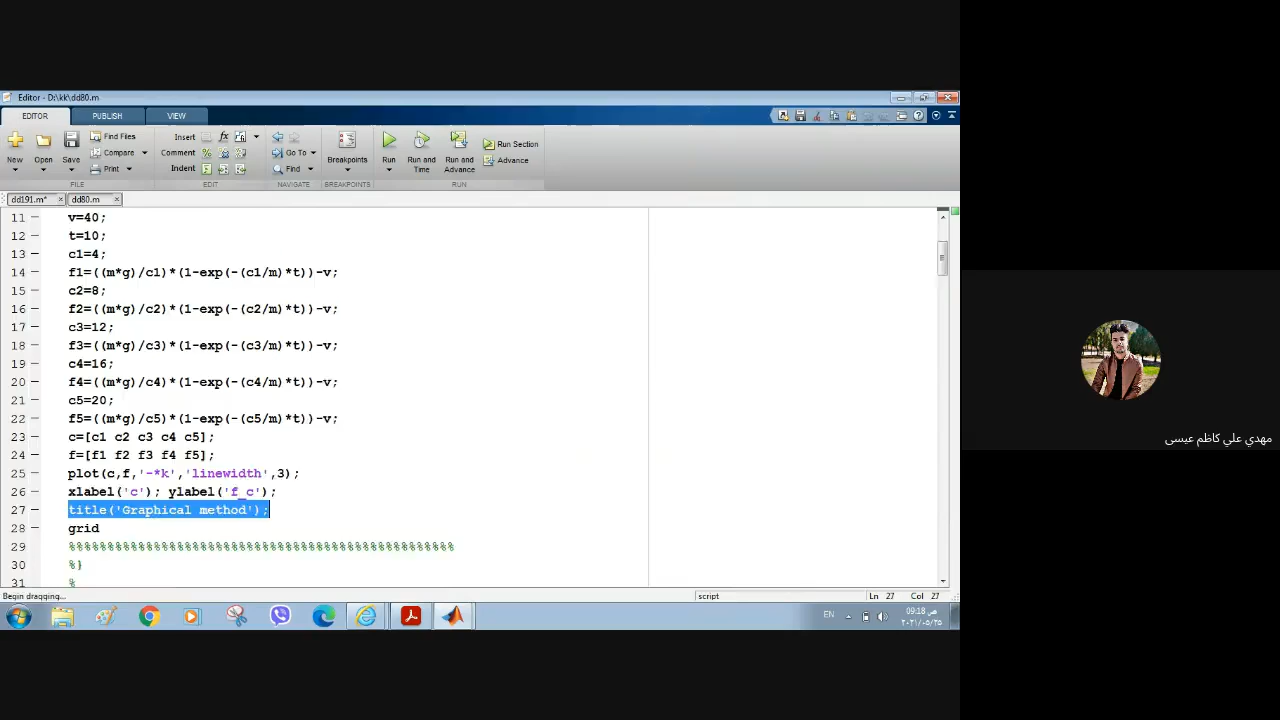 Editor - D:\kk\dd80.m
EDITOR
PUBLISH
VIEW
New
Open
Save
Find Files
Compare
Print
FILE
Insert
Comment
Indent
fx
EDIT
Go To
Find
NAVIGATE
Breakpoints
BREAKPOINTS
Run
Run and
Time
Run and
Advance
Run Section
Advance
RUN
dd191.m*
dd80.m
11 v=40;
12 t=10;
13 c1=4;
14 f1=((m*g)/c1)*(1-exp(-(c1/m)*t))-v;
15 c2=8;
16 f2=((m*g)/c2)*(1-exp(-(c2/m)*t))-v;
17 c3=12;
18 f3=((m*g)/c3)*(1-exp(-(c3/m)*t))-v;
19 c4=16;
20 f4=((m*g)/c4)*(1-exp(-(c4/m)*t))-v;
21 c5=20;
22 f5=((m*g)/c5)*(1-exp(-(c5/m)*t))-v;
23 c=[c1 c2 c3 c4 c5];
24 f=[f1 f2 f3 f4 f5];
25 plot(c,f,'-*k','linewidth',3);
26 xlabel('c'); ylabel('f_c');
27 title('Graphical method');
28 grid
29 %%%%%%%%%%%%%%%%%%%%%%%%%%%%%%%%%%%%%%%%%%%%%%%%%%
30 %}
31 %
Begin dragging...
script
Ln 27
Col 27
EN
09:18 ص
٢٠٢١/٠٥/٢٥
مهدي علي كاظم عيسى